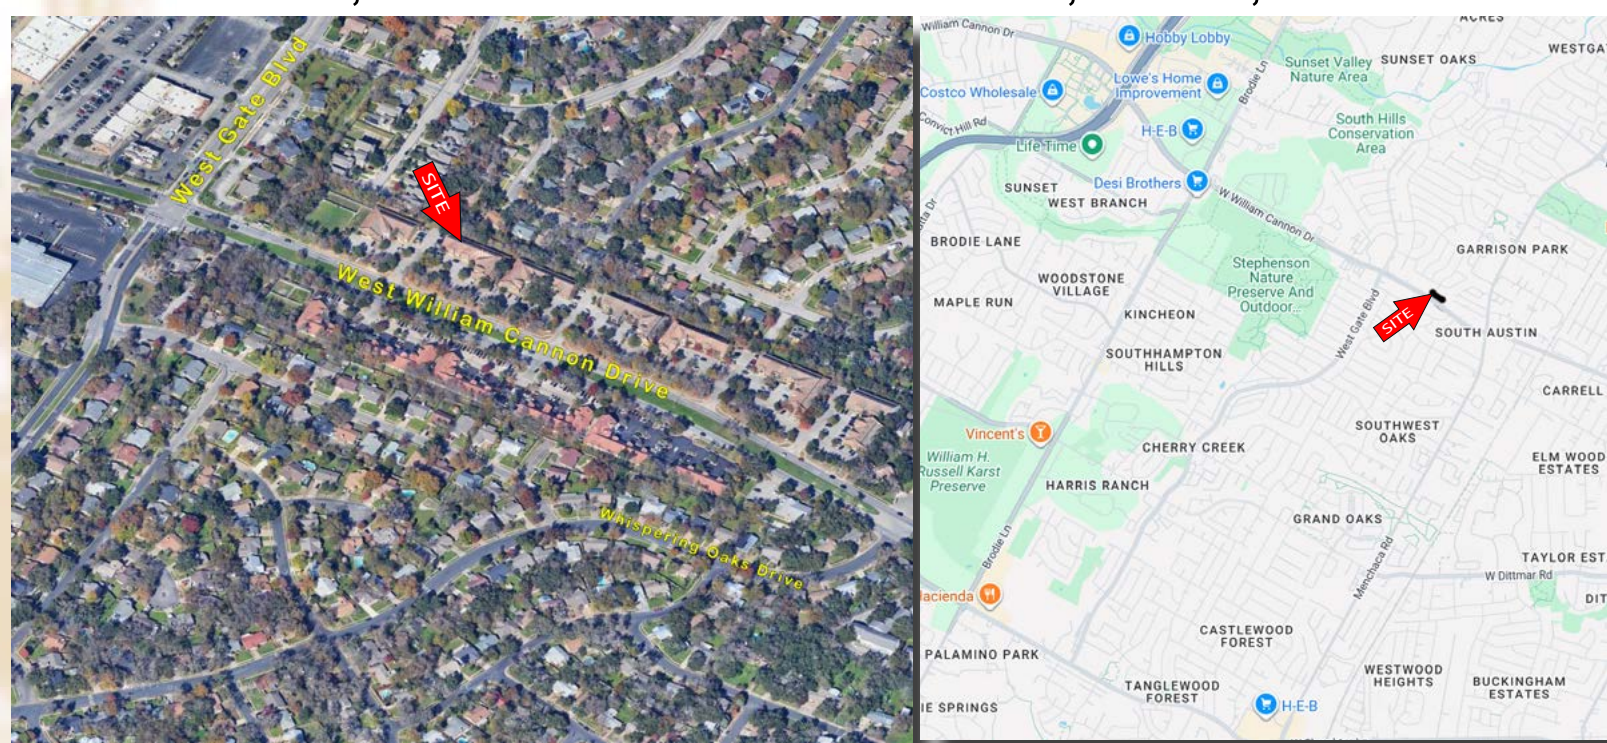 West Gate Blvd
SITE
West William Cannon Drive
Whispering Oaks Drive
William Cannon Dr
Hobby Lobby
ACRES
Sunset Valley
Nature Area
SUNSET OAKS
Costco Wholesale
Lowe's Home
Improvement
Brodie Ln
Convict Hill Rd
H-E-B
South Hills
Conservation
Area
Life Time
Desi Brothers
SUNSET
WEST BRANCH
W William Cannon Dr
BRODIE LANE
GARRISON PARK
Stephenson
Nature
Preserve And
Outdoor...
WOODSTONE
VILLAGE
MAPLE RUN
KINCHEON
West Gate Blvd
SITE
SOUTH AUSTIN
SOUTHHAMPTON
HILLS
CARRELL
SOUTHWEST
OAKS
Vincent's
CHERRY CREEK
William H.
Russell Karst
Preserve
ELM WOOD
ESTATES
HARRIS RANCH
GRAND OAKS
Brodie Ln
Menchaca Rd
TAYLOR EST
W Dittmar Rd
Hacienda
DIT
CASTLEWOOD
FOREST
PALAMINO PARK
WESTWOOD
HEIGHTS
BUCKINGHAM
ESTATES
TANGLEWOOD
FOREST
IE SPRINGS
H-E-B